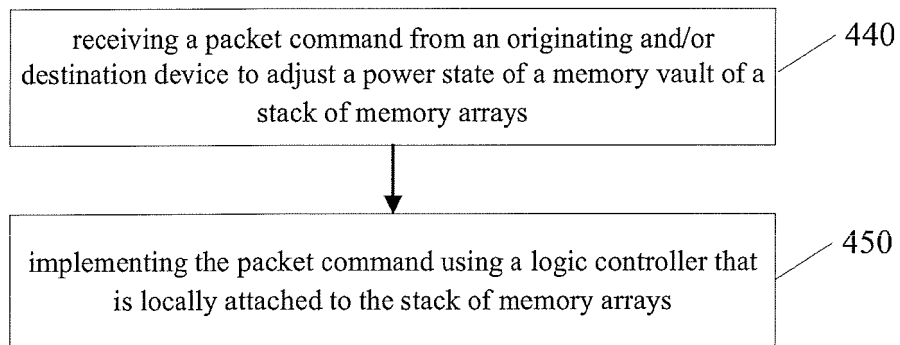 receiving a packet command from an originating and/or
destination device to adjust a power state of a memory vault of a
stack of memory arrays
440
implementing the packet command using a logic controller that
is locally attached to the stack of memory arrays
450